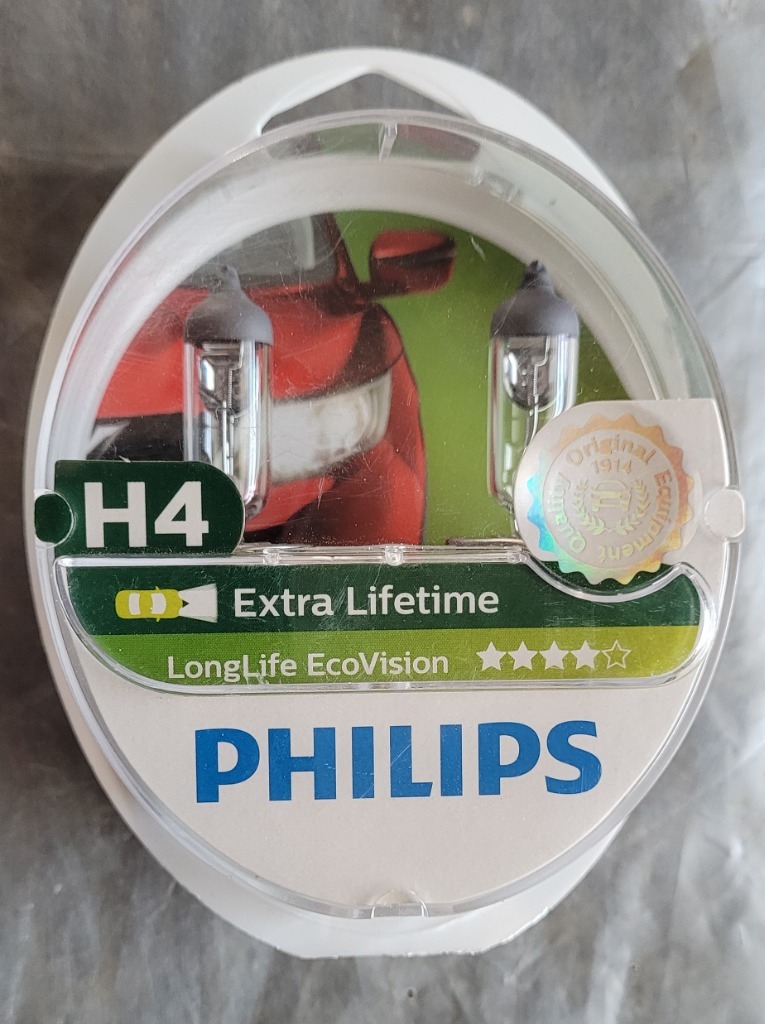 H4
Original Equipment
Quality
1914
Extra Lifetime
LongLife EcoVision
PHILIPS